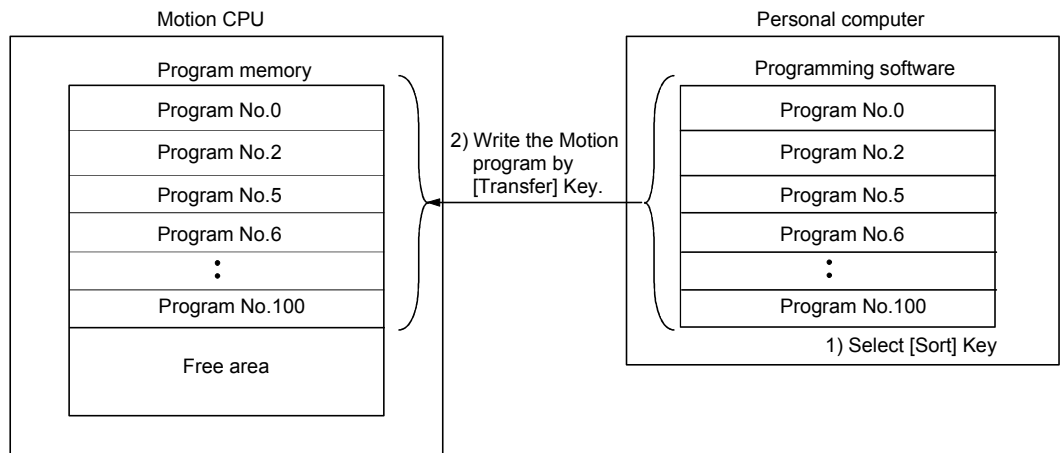 Motion CPU
Program memory
Program No.0
Program No.2
Program No.5
Program No.6
Program No.100
Free area
2) Write the Motion
program by
[Transfer] Key.
Personal computer
Programming software
Program No.0
Program No.2
Program No.5
Program No.6
Program No.100
1) Select [Sort] Key